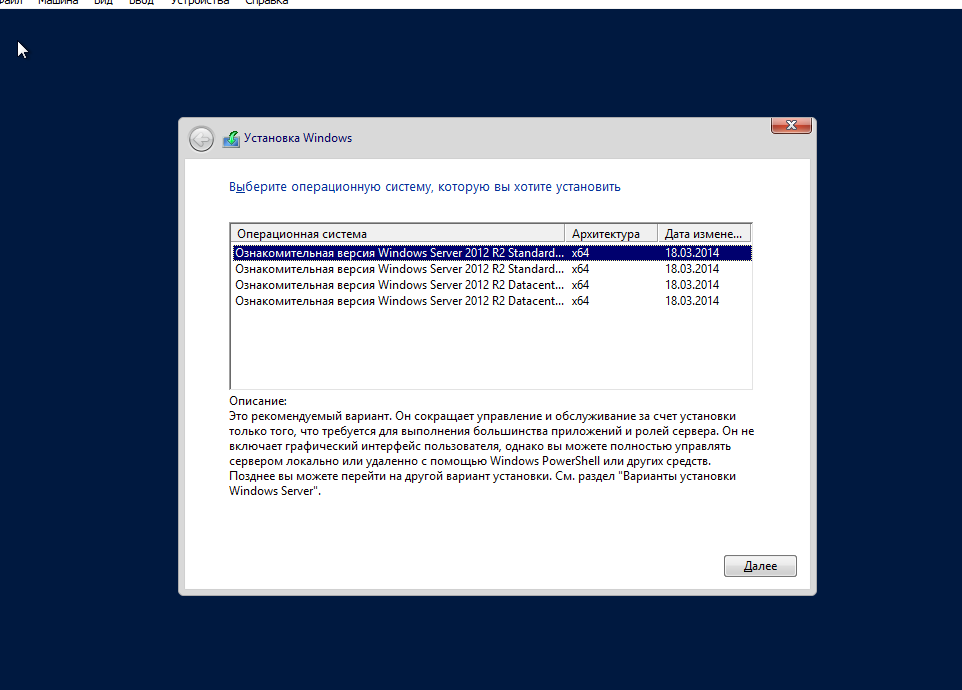 Файл Машина Вид Ввод Устройства Справка
Установка Windows
Выберите операционную систему, которую вы хотите установить
Операционная система Архитектура Дата измене...
Ознакомительная версия Windows Server 2012 R2 Standard... x64 18.03.2014
Ознакомительная версия Windows Server 2012 R2 Standard... x64 18.03.2014
Ознакомительная версия Windows Server 2012 R2 Datacent... x64 18.03.2014
Ознакомительная версия Windows Server 2012 R2 Datacent... x64 18.03.2014
Описание:
Это рекомендуемый вариант. Он сокращает управление и обслуживание за счет установки
только того, что требуется для выполнения большинства приложений и ролей сервера. Он не
включает графический интерфейс пользователя, однако вы можете полностью управлять
сервером локально или удаленно с помощью Windows PowerShell или других средств.
Позднее вы можете перейти на другой вариант установки. См. раздел "Варианты установки
Windows Server".
Далее